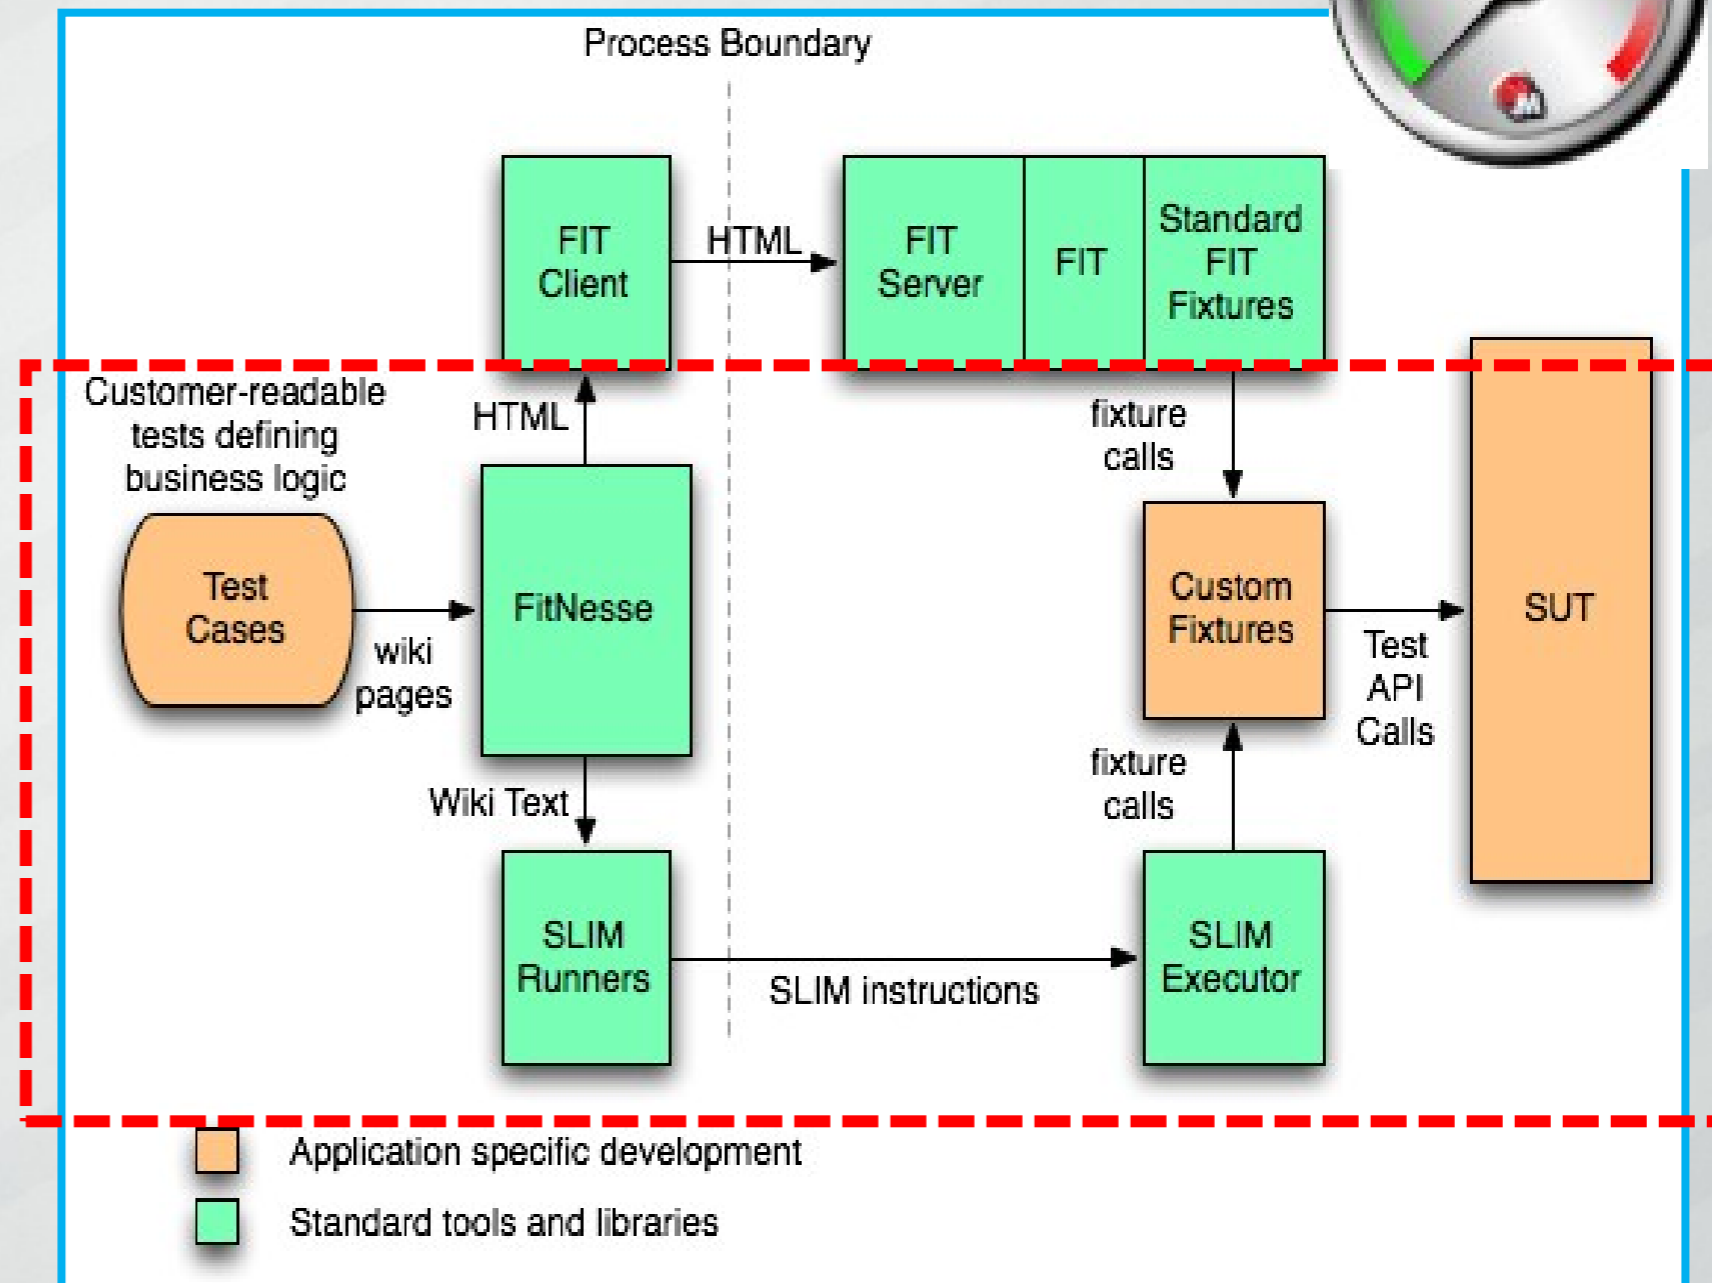 Process Boundary
FIT
Client
HTML
FIT
Server
FIT
Standard
FIT
Fixtures
Customer-readable
tests defining
business logic
HTML
fixture
calls
Test
Cases
wiki
pages
FitNesse
Custom
Fixtures
Test
API
Calls
SUT
Wiki Text
fixture
calls
SLIM
Runners
SLIM instructions
SLIM
Executor
Application specific development
Standard tools and libraries